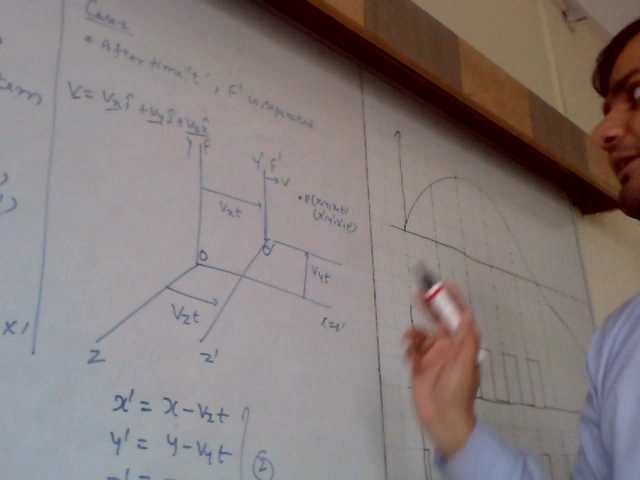 Case-2
* After time 't', F' is separated
V = Vxî + Vyĵ + Vzk̂
Y F
Y' F'
→ V
Vxt
• P(x,y,z,t)
(x',y',z',t)
O
O'
Vyt
Vzt
x=x'
Z
Z'
X'
x' = x - Vxt
y' = y - Vyt
I